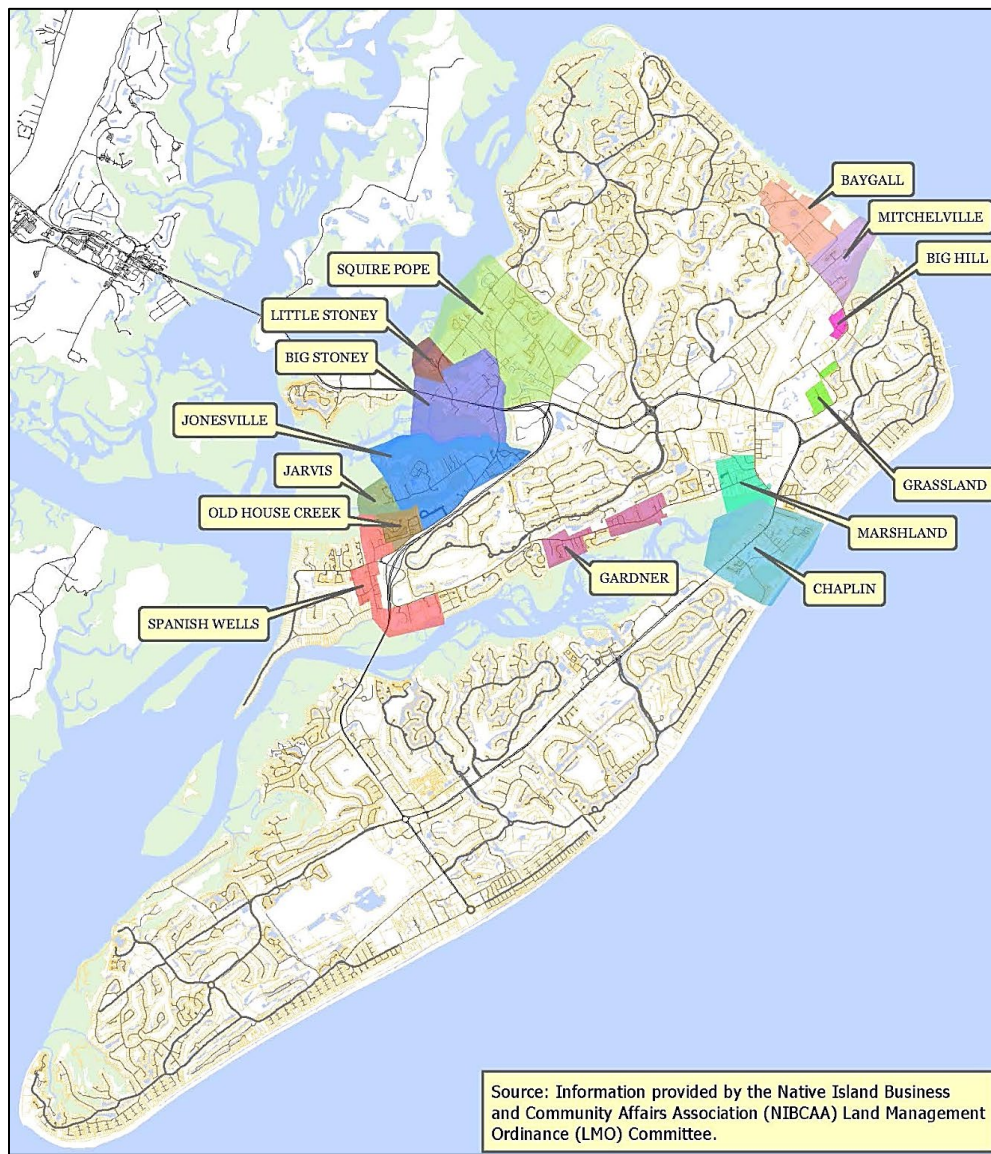 BAYGALL
MITCHELVILLE
BIG HILL
SQUIRE POPE
LITTLE STONEY
BIG STONEY
JONESVILLE
JARVIS
OLD HOUSE CREEK
GRASSLAND
MARSHLAND
GARDNER
CHAPLIN
SPANISH WELLS
Source: Information provided by the Native Island Business
and Community Affairs Association (NIBCAA) Land Management
Ordinance (LMO) Committee.